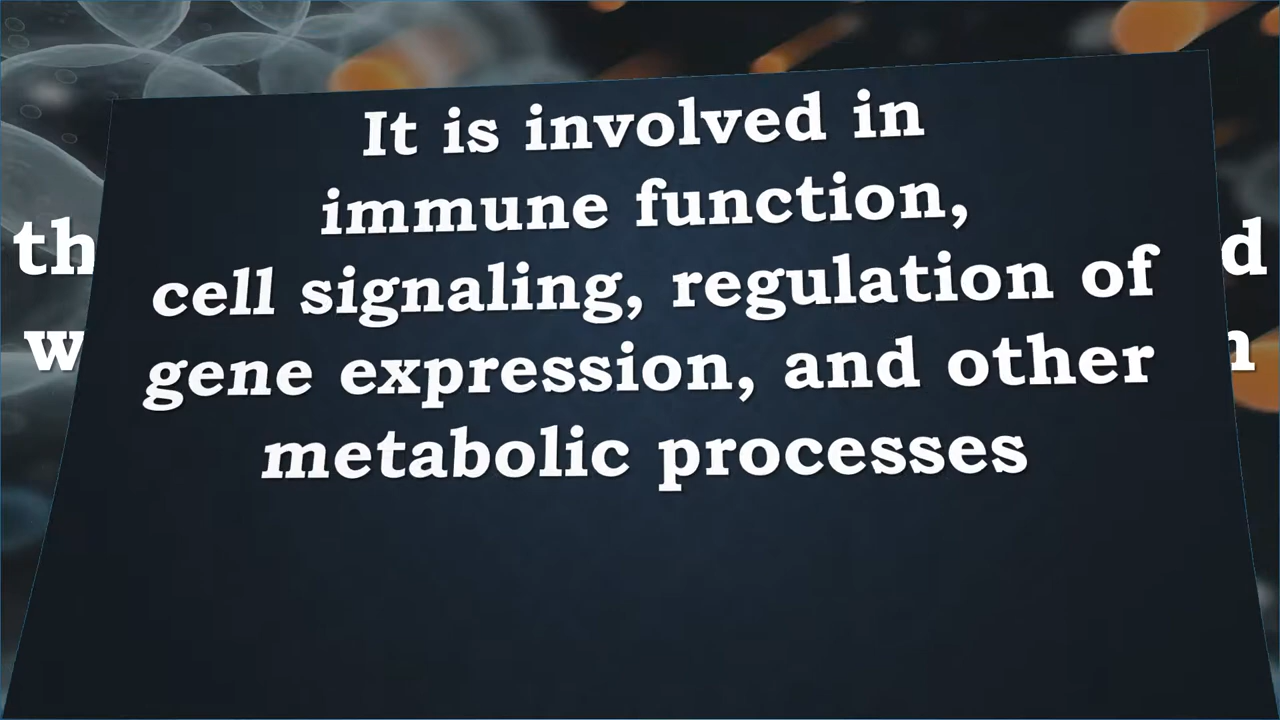 It is involved in
immune function,
cell signaling, regulation of
gene expression, and other
metabolic processes